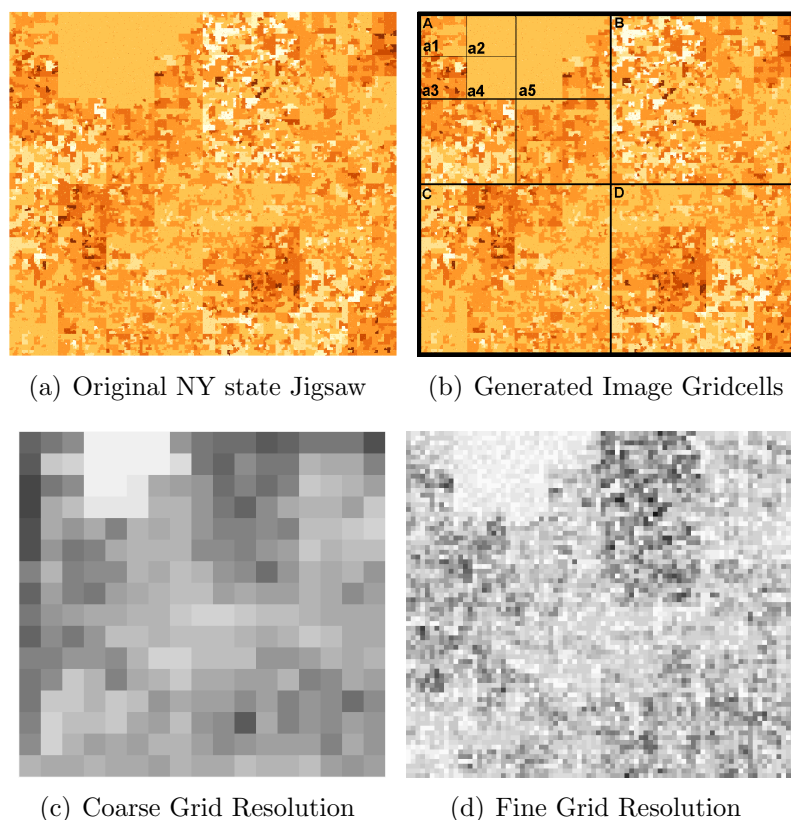 A
B
a1
a2
a3
a4
a5
C
D
(a) Original NY state Jigsaw
(b) Generated Image Gridcells
(c) Coarse Grid Resolution
(d) Fine Grid Resolution